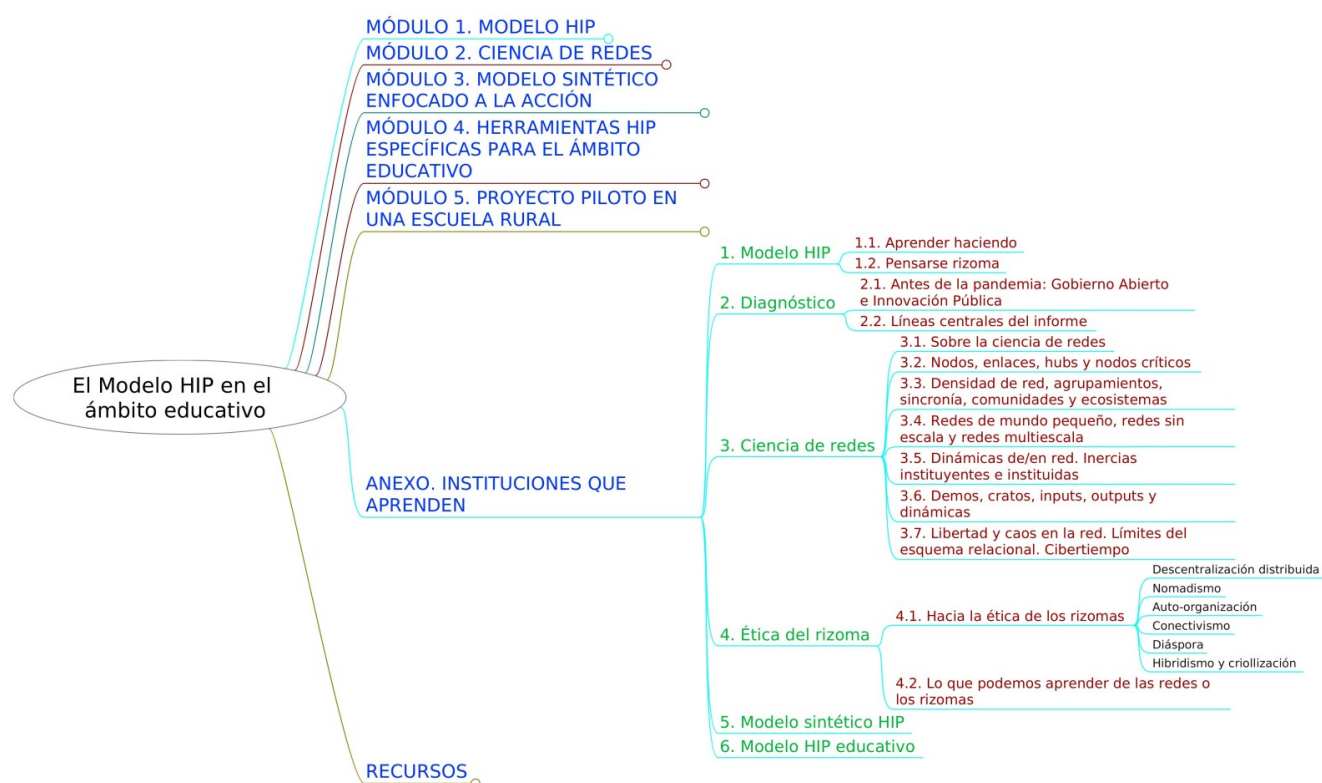 El Modelo HIP en el
ámbito educativo
MÓDULO 1. MODELO HIP
MÓDULO 2. CIENCIA DE REDES
MÓDULO 3. MODELO SINTÉTICO
ENFOCADO A LA ACCIÓN
MÓDULO 4. HERRAMIENTAS HIP
ESPECÍFICAS PARA EL ÁMBITO
EDUCATIVO
MÓDULO 5. PROYECTO PILOTO EN
UNA ESCUELA RURAL
ANEXO. INSTITUCIONES QUE
APRENDEN
1. Modelo HIP
1.1. Aprender haciendo
1.2. Pensarse rizoma
2. Diagnóstico
2.1. Antes de la pandemia: Gobierno Abierto
e Innovación Pública
2.2. Líneas centrales del informe
3. Ciencia de redes
3.1. Sobre la ciencia de redes
3.2. Nodos, enlaces, hubs y nodos críticos
3.3. Densidad de red, agrupamientos,
sincronía, comunidades y ecosistemas
3.4. Redes de mundo pequeño, redes sin
escala y redes multiescala
3.5. Dinámicas de/en red. Inercias
instituyentes e instituidas
3.6. Demos, cratos, inputs, outputs y
dinámicas
3.7. Libertad y caos en la red. Límites del
esquema relacional. Cibertiempo
4. Ética del rizoma
4.1. Hacia la ética de los rizomas
Descentralización distribuida
Nomadismo
Auto-organización
Conectivismo
Diáspora
Hibridismo y criollización
4.2. Lo que podemos aprender de las redes o
los rizomas
5. Modelo sintético HIP
6. Modelo HIP educativo
RECURSOS